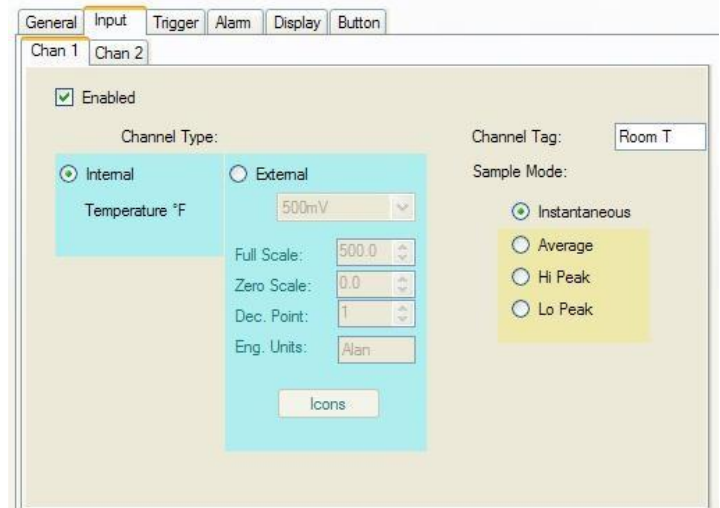 General Input Trigger Alarm Display Button
Chan 1 Chan 2
Enabled
Channel Type:
Channel Tag: Room T
Internal
External
Sample Mode:
Temperature °F
500mV
Instantaneous
Full Scale: 500.0
Average
Zero Scale: 0.0
Hi Peak
Dec. Point: 1
Lo Peak
Eng. Units: Alan
Icons